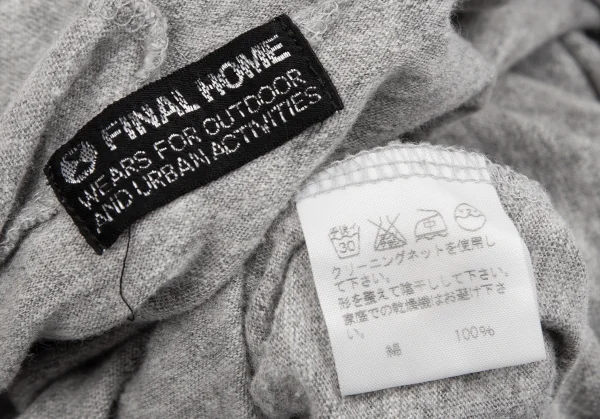 FINAL HOME
WEARS FOR OUTDOOR
AND URBAN ACTIVITIES
30
クリーニングネットを使用し
て下さい。
形を整えて陰干しして下さい。
家庭での乾燥機はお避け下
さい。
綿 100%